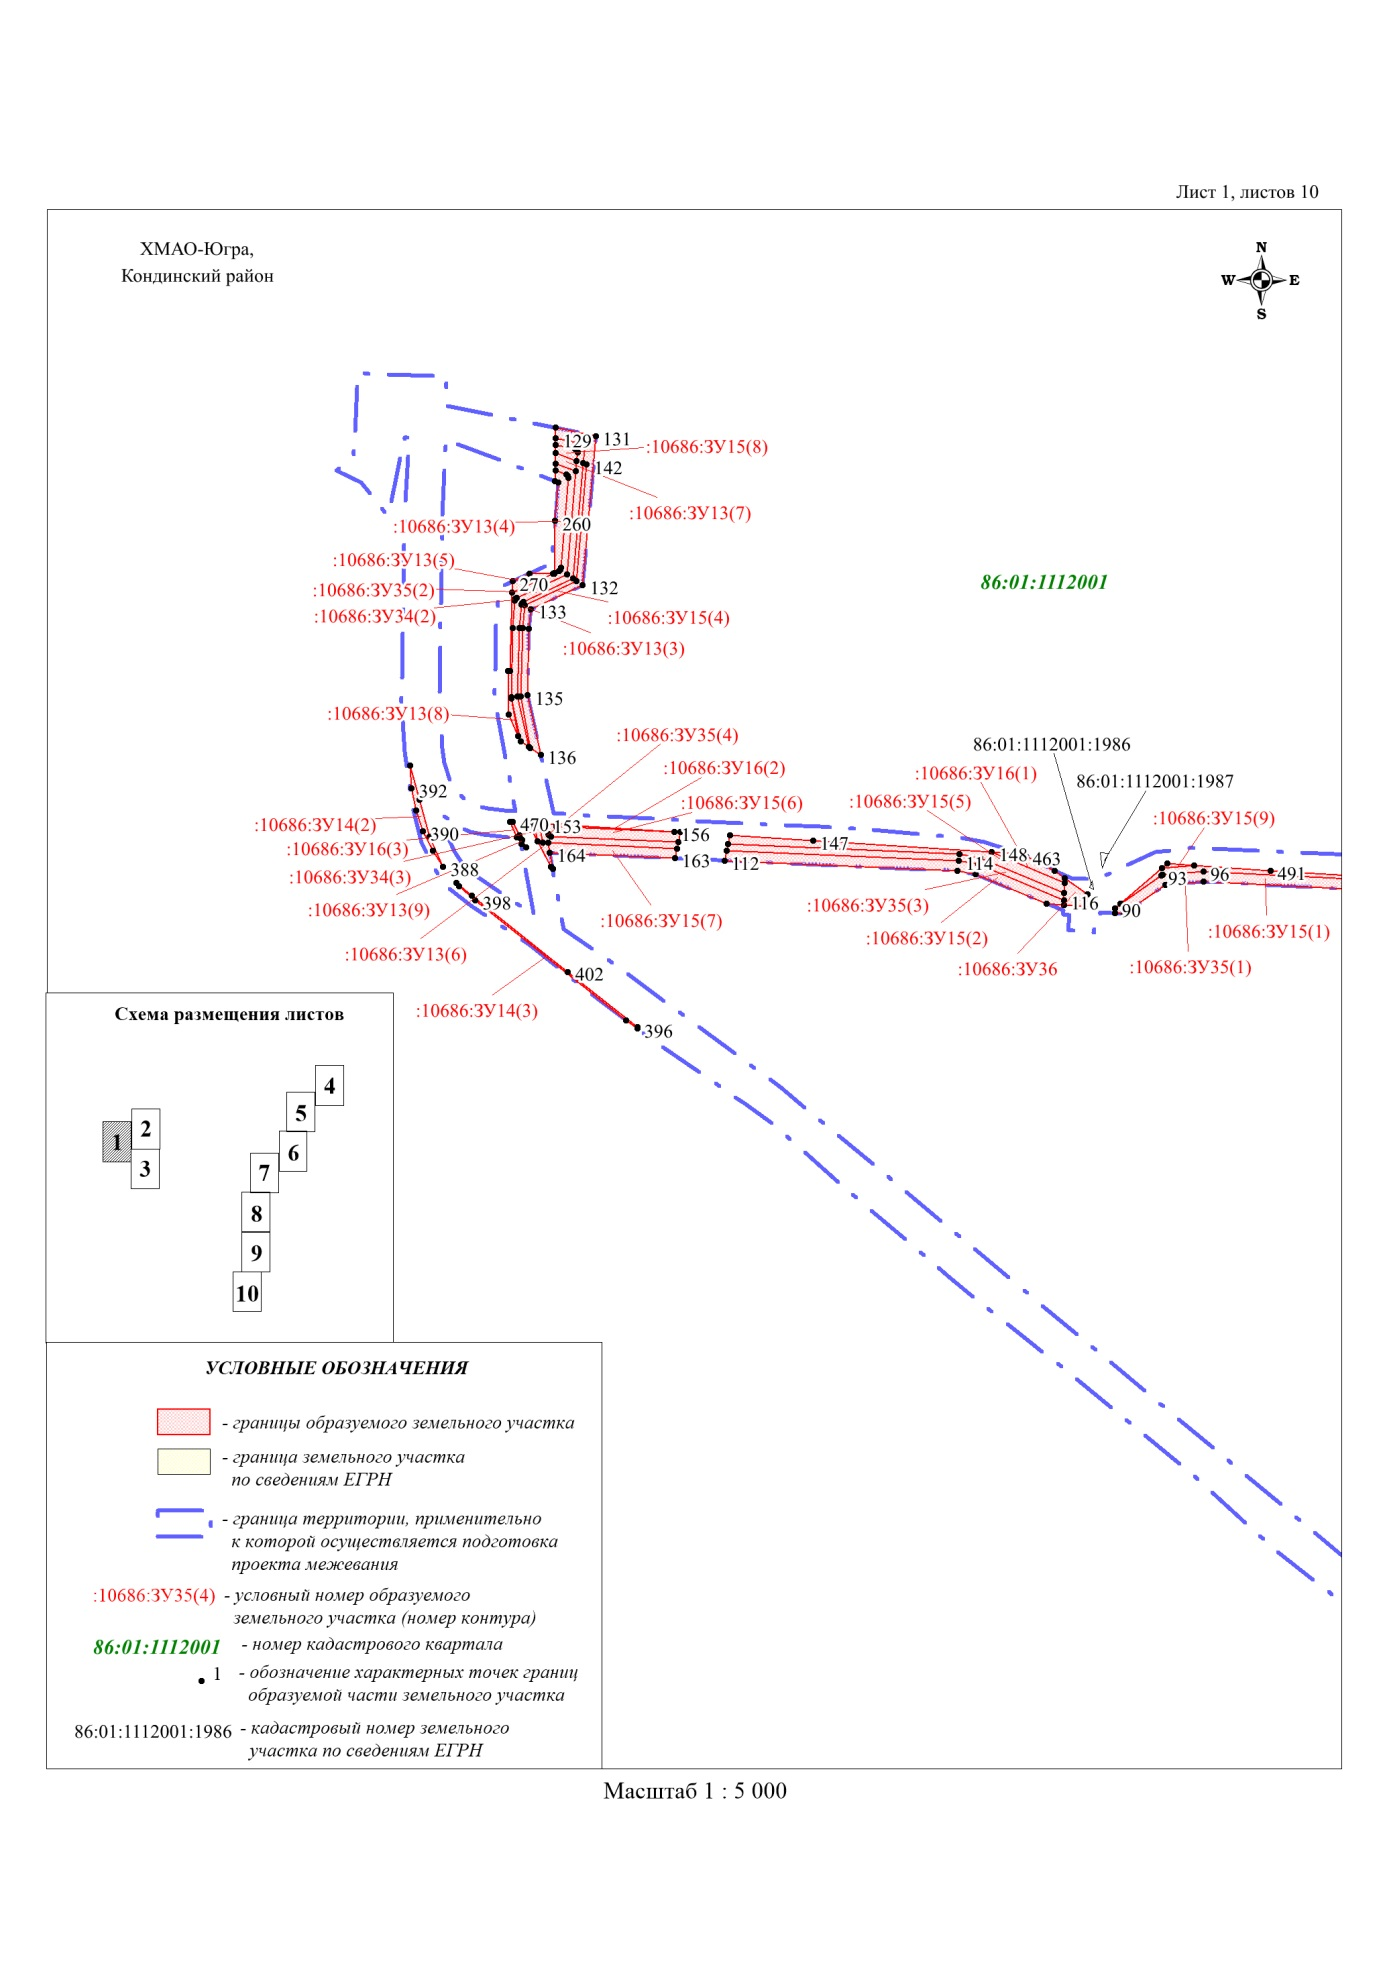 Лист 1, листов 10
ХМАО-Югра,
Кондинский район
N
W E
S
129
131
:10686:ЗУ15(8)
142
:10686:ЗУ13(7)
:10686:ЗУ13(4)
260
:10686:ЗУ13(5)
270
132
86:01:1112001
:10686:ЗУ35(2)
:10686:ЗУ34(2)
133
:10686:ЗУ15(4)
:10686:ЗУ13(3)
135
:10686:ЗУ13(8)
136
:10686:ЗУ35(4)
86:01:1112001:1986
:10686:ЗУ16(2)
:10686:ЗУ16(1)
86:01:1112001:1987
392
:10686:ЗУ15(6)
:10686:ЗУ15(5)
:10686:ЗУ15(9)
:10686:ЗУ14(2)
390
470
153
156
147
:10686:ЗУ16(3)
164
163
112
114
148
463
388
:10686:ЗУ34(3)
93
96
491
:10686:ЗУ13(9)
398
:10686:ЗУ35(3)
116
90
:10686:ЗУ15(7)
:10686:ЗУ15(2)
:10686:ЗУ15(1)
:10686:ЗУ13(6)
402
:10686:ЗУ36
:10686:ЗУ35(1)
:10686:ЗУ14(3)
396
Схема размещения листов
4
5
2
1
6
3
7
8
9
10
УСЛОВНЫЕ ОБОЗНАЧЕНИЯ
- границы образуемого земельного участка
- граница земельного участка
по сведениям ЕГРН
- граница территории, применительно
к которой осуществляется подготовка
проекта межевания
:10686:ЗУ35(4) - условный номер образуемого
земельного участка (номер контура)
86:01:1112001 - номер кадастрового квартала
1 - обозначение характерных точек границ
образуемой части земельного участка
86:01:1112001:1986 - кадастровый номер земельного
участка по сведениям ЕГРН
Масштаб 1 : 5 000